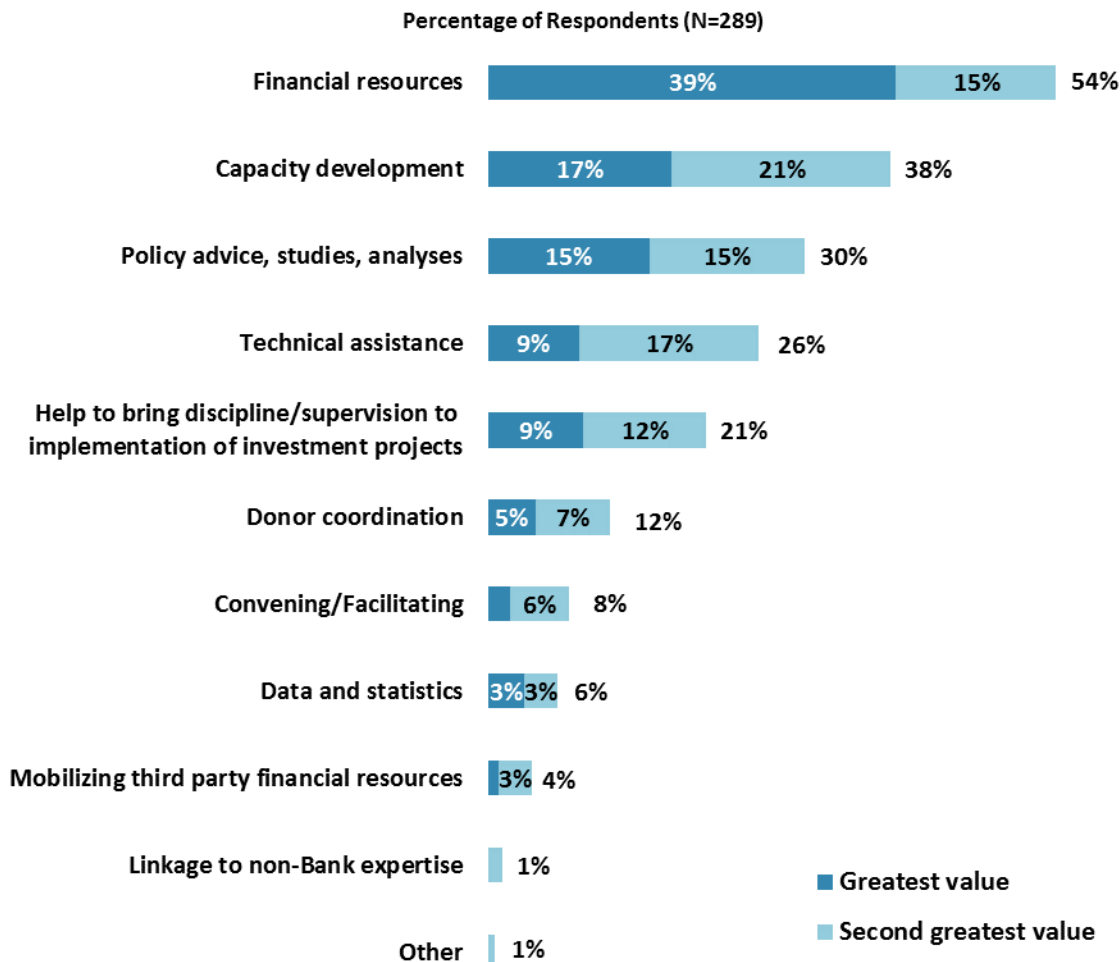 Percentage of Respondents (N=289)
Financial resources 39% 15% 54%
Capacity development 17% 21% 38%
Policy advice, studies, analyses 15% 15% 30%
Technical assistance 9% 17% 26%
Help to bring discipline/supervision to
implementation of investment projects 9% 12% 21%
Donor coordination 5% 7% 12%
Convening/Facilitating 6% 8%
Data and statistics 3% 3% 6%
Mobilizing third party financial resources 3% 4%
Linkage to non-Bank expertise 1%
Other 1%
Greatest value
Second greatest value